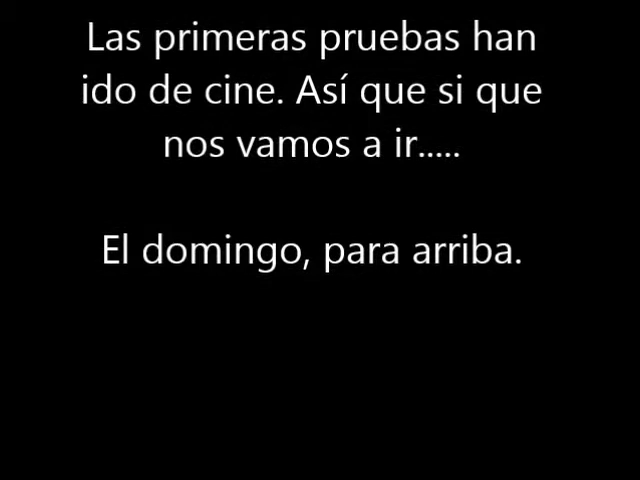 Las primeras pruebas han
ido de cine. Así que si que
nos vamos a ir.....
El domingo, para arriba.